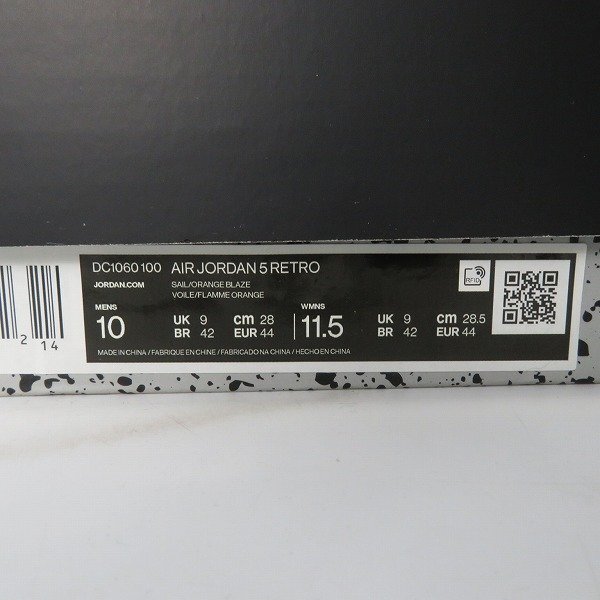 DC1060 100 AIR JORDAN 5 RETRO
JORDAN.COM SAIL/ORANGE BLAZE
VOILE/FLAMME ORANGE
RFID
MENS WMNS
10 UK 9 cm 28 11.5 UK 9 cm 28.5
BR 42 EUR 44 BR 42 EUR 44
MADE IN CHINA / FABRIQUE EN CHINE / FABRICADO NA CHINA / HECHO EN CHINA
2 14